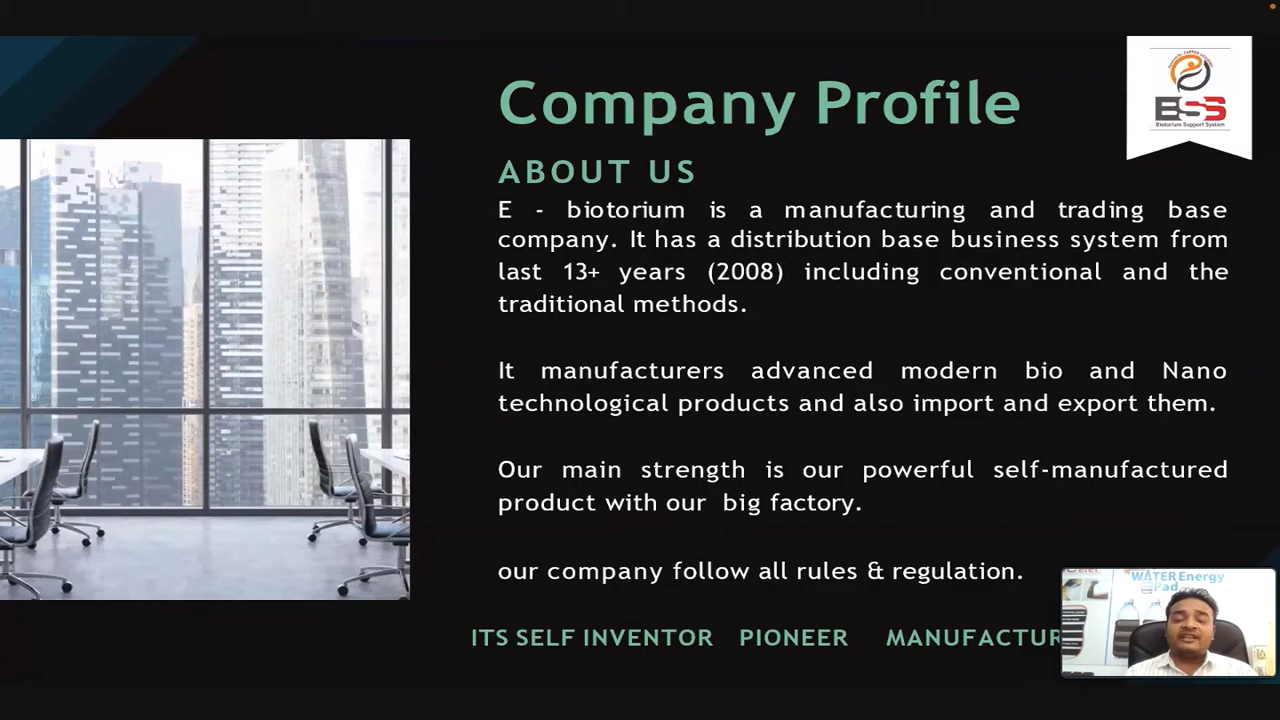 Company Profile
BSS
Biotorium Support System
ABOUT US
E - biotorium is a manufacturing and trading base
company. It has a distribution base business system from
last 13+ years (2008) including conventional and the
traditional methods.
It manufacturers advanced modern bio and Nano
technological products and also import and export them.
Our main strength is our powerful self-manufactured
product with our big factory.
our company follow all rules & regulation.
ITS SELF INVENTOR PIONEER MANUFACTUR
WATER Energy
Pad